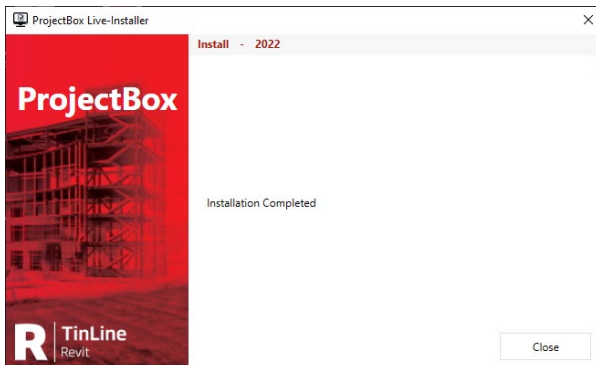 ProjectBox Live-Installer
Install - 2022
ProjectBox
Installation Completed
R TinLine
Revit
Close